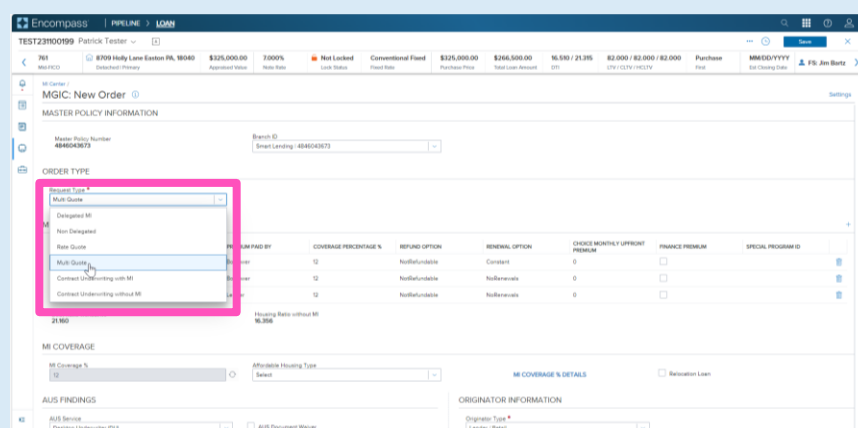 Encompass PIPELINE > LOAN
TEST231100199 Patrick Tester
Save
761 8709 Holly Lane Easton PA, 18040 $325,000.00 7.000% Not Locked Conventional Fixed $325,000.00 $266,500.00 16.510 / 21.315 82.000 / 82.000 / 82.000 Purchase MM/DD/YYYY FS: Jim Bartz
Mid-FICO Detached | Primary Appraised Value Note Rate Lock Status Fixed Rate Purchase Price Total Loan Amount DTI LTV / CLTV / HCLTV First Est Closing Date
MI Center /
MGIC: New Order Settings
MASTER POLICY INFORMATION
Master Policy Number Branch ID
4846043673 Smart Lending : 4846043673
ORDER TYPE
Request Type *
Multi Quote
Delegated MI
Non Delegated
Rate Quote
Multi Quote
Contract Underwriting with MI
Contract Underwriting without MI
PAID BY COVERAGE PERCENTAGE % REFUND OPTION RENEWAL OPTION CHOICE MONTHLY UPFRONT PREMIUM FINANCE PREMIUM SPECIAL PROGRAM ID
12 NotRefundable Constant 0
12 NotRefundable NoRenewals 0
12 NotRefundable NoRenewals 0
Housing Ratio without MI
21.160 16.356
MI COVERAGE
MI Coverage % Affordable Housing Type
12 Select MI COVERAGE % DETAILS Relocation Loan
AUS FINDINGS ORIGINATOR INFORMATION
AUS Service AUS Document Waiver Originator Type *